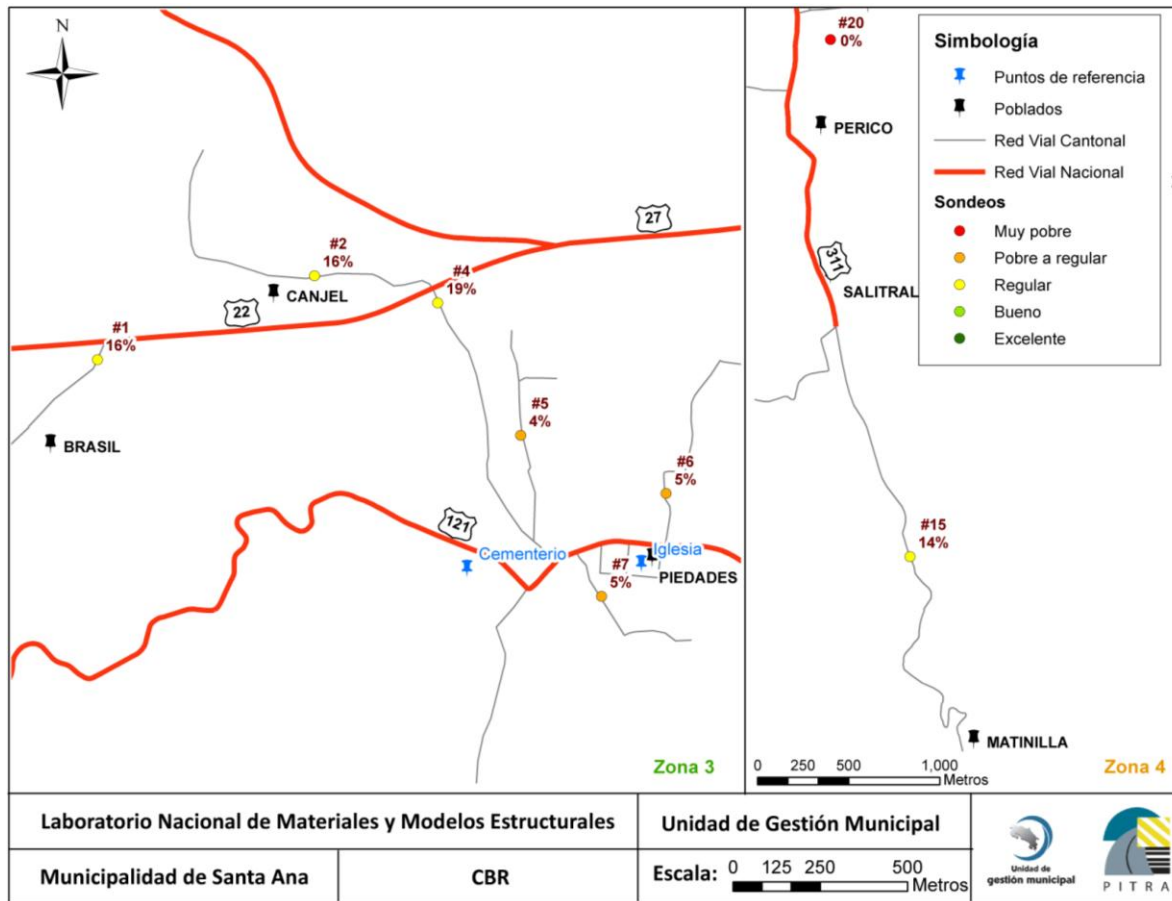 N
#20
0%
Simbología
Puntos de referencia
Poblados
Red Vial Cantonal
Red Vial Nacional
Sondeos
Muy pobre
Pobre a regular
Regular
Bueno
Excelente
PERICO
311
SALITRAL
27
#2
16%
#4
19%
CANJEL
22
#1
16%
BRASIL
#5
4%
#6
5%
121
Cementerio
Iglesia
#7
5%
PIEDADES
#15
14%
MATINILLA
Zona 3
0 250 500 1,000
Metros
Zona 4
Laboratorio Nacional de Materiales y Modelos Estructurales
Unidad de Gestión Municipal
Municipalidad de Santa Ana
CBR
Escala: 0 125 250 500
Metros
Unidad de
gestión municipal
PITRA